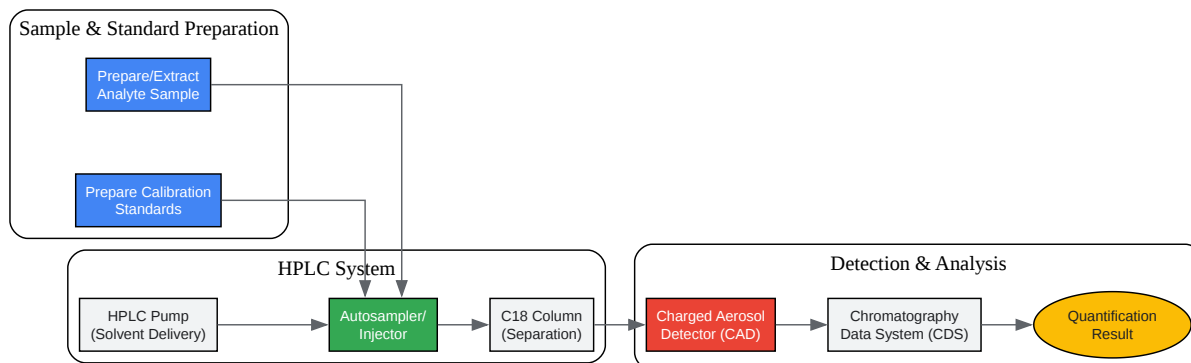 Sample & Standard Preparation
Prepare/Extract
Analyte Sample
Prepare Calibration
Standards
HPLC System
HPLC Pump
(Solvent Delivery)
Autosampler/
Injector
C18 Column
(Separation)
Detection & Analysis
Charged Aerosol
Detector (CAD)
Chromatography
Data System (CDS)
Quantification
Result